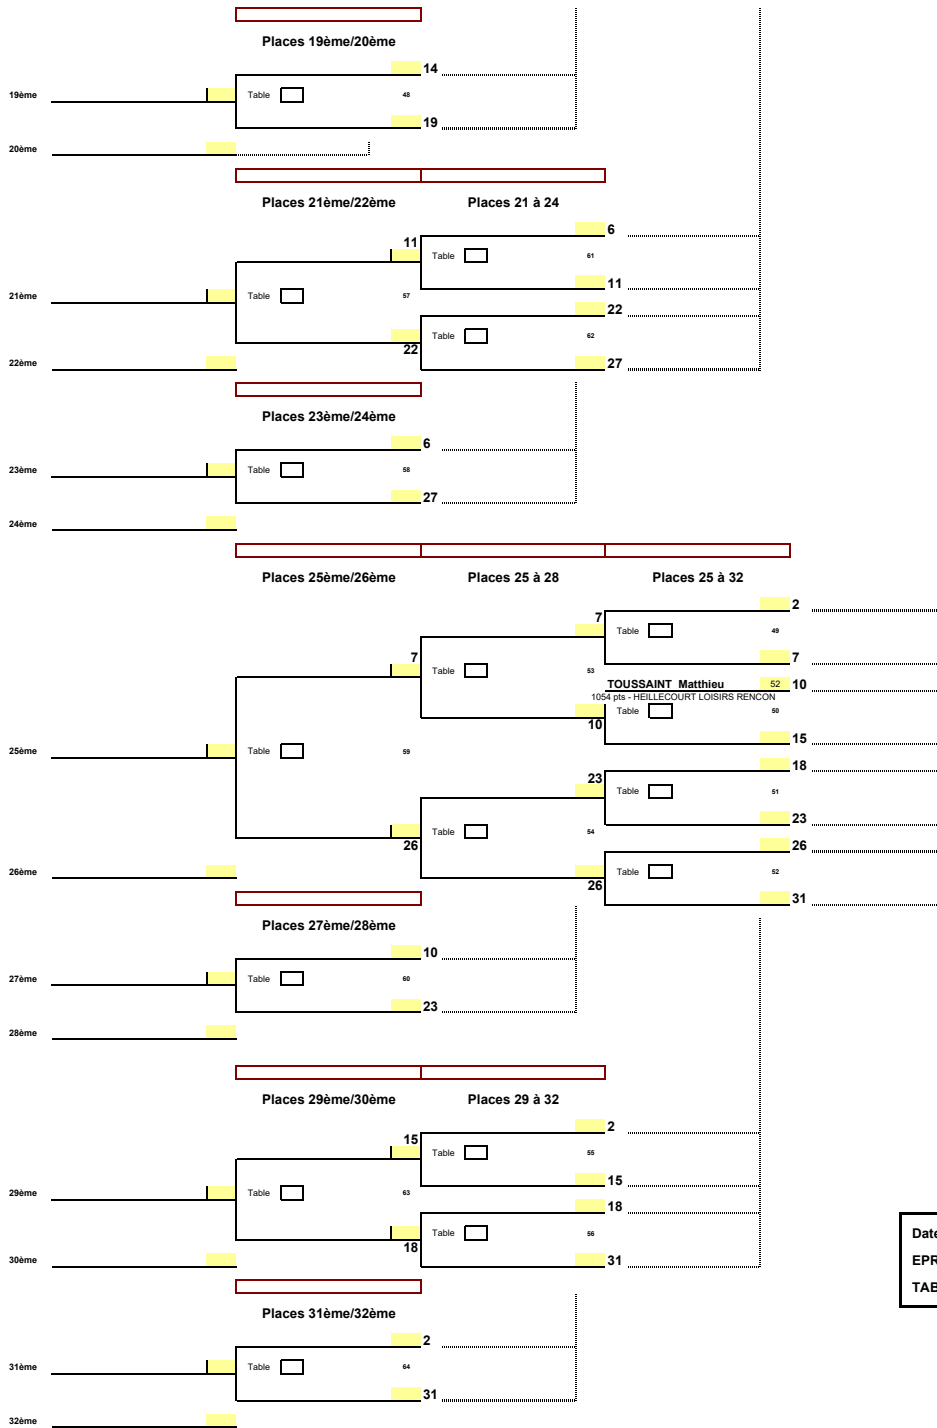 Places 19ème/20ème
14
19ème Table 48
19
20ème
Places 21ème/22ème Places 21 à 24
6
11
Table 61
11
21ème Table 57
22
Table 62
22
22ème 27
Places 23ème/24ème
6
23ème Table 58
27
24ème
Places 25ème/26ème Places 25 à 28 Places 25 à 32
2
7
Table 49
7
7
Table 53
TOUSSAINT Matthieu 52 10
1054 pts - HEILLECOURT LOISIRS RENCON
Table 50
10
15
25ème Table 59
18
23
Table 51
23
Table 54
26
26
26ème Table 52
26
31
Places 27ème/28ème
10
27ème Table 60
23
28ème
Places 29ème/30ème Places 29 à 32
2
15
Table 55
15
29ème Table 63
18
Table 56
18
30ème 31
Date
EPR
TAB
Places 31ème/32ème
2
31ème Table 64
31
32ème